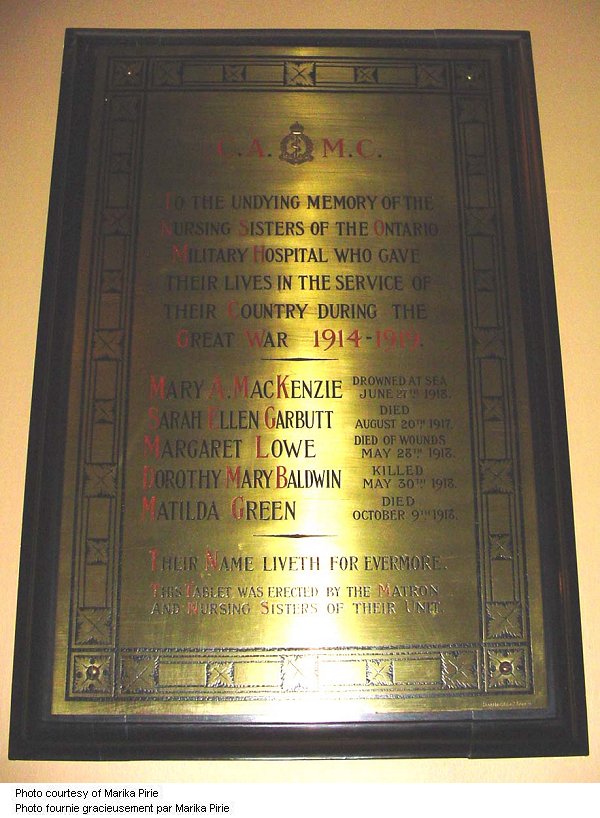 C.A. M.C.
TO THE UNDYING MEMORY OF THE
NURSING SISTERS OF THE ONTARIO
MILITARY HOSPITAL WHO GAVE
THEIR LIVES IN THE SERVICE OF
THEIR COUNTRY DURING THE
GREAT WAR 1914-1919.
MARY A. MACKENZIE DROWNED AT SEA
JUNE 27TH 1918.
SARAH ELLEN GARBUTT DIED
AUGUST 20TH 1917.
MARGARET LOWE DIED OF WOUNDS
MAY 28TH 1918.
DOROTHY MARY BALDWIN KILLED
MAY 30TH 1918.
MATILDA GREEN DIED
OCTOBER 9TH 1918.
THEIR NAME LIVETH FOR EVERMORE.
THIS TABLET WAS ERECTED BY THE MATRON
AND NURSING SISTERS OF THEIR UNIT.
Photo courtesy of Marika Pirie
Photo fournie gracieusement par Marika Pirie